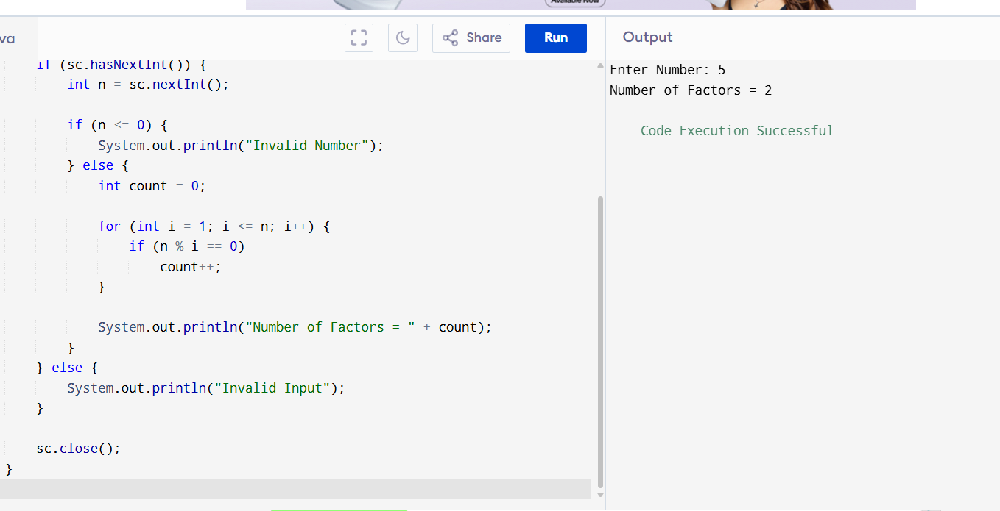 Available Now
va
Share
Run
Output
if (sc.hasNextInt()) {
int n = sc.nextInt();
if (n <= 0) {
System.out.println("Invalid Number");
} else {
int count = 0;
for (int i = 1; i <= n; i++) {
if (n % i == 0)
count++;
}
System.out.println("Number of Factors = " + count);
}
} else {
System.out.println("Invalid Input");
}
sc.close();
}
Enter Number: 5
Number of Factors = 2
=== Code Execution Successful ===